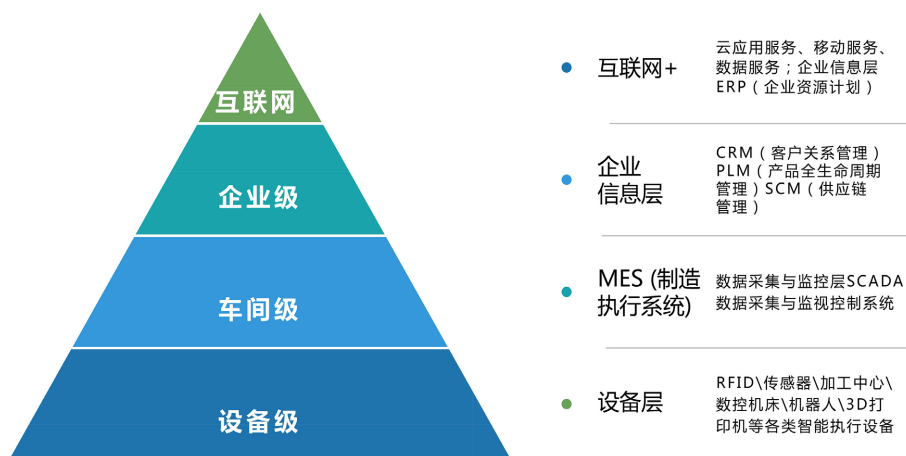 互联网
企业级
车间级
设备级
互联网+
云应用服务、移动服务、
数据服务；企业信息层
ERP（企业资源计划）
企业
信息层
CRM（客户关系管理）
PLM（产品全生命周期
管理）SCM（供应链
管理）
MES (制造
执行系统)
数据采集与监控层SCADA
数据采集与监视控制系统
设备层
RFID\传感器\加工中心\
数控机床\机器人\3D打
印机等各类智能执行设备